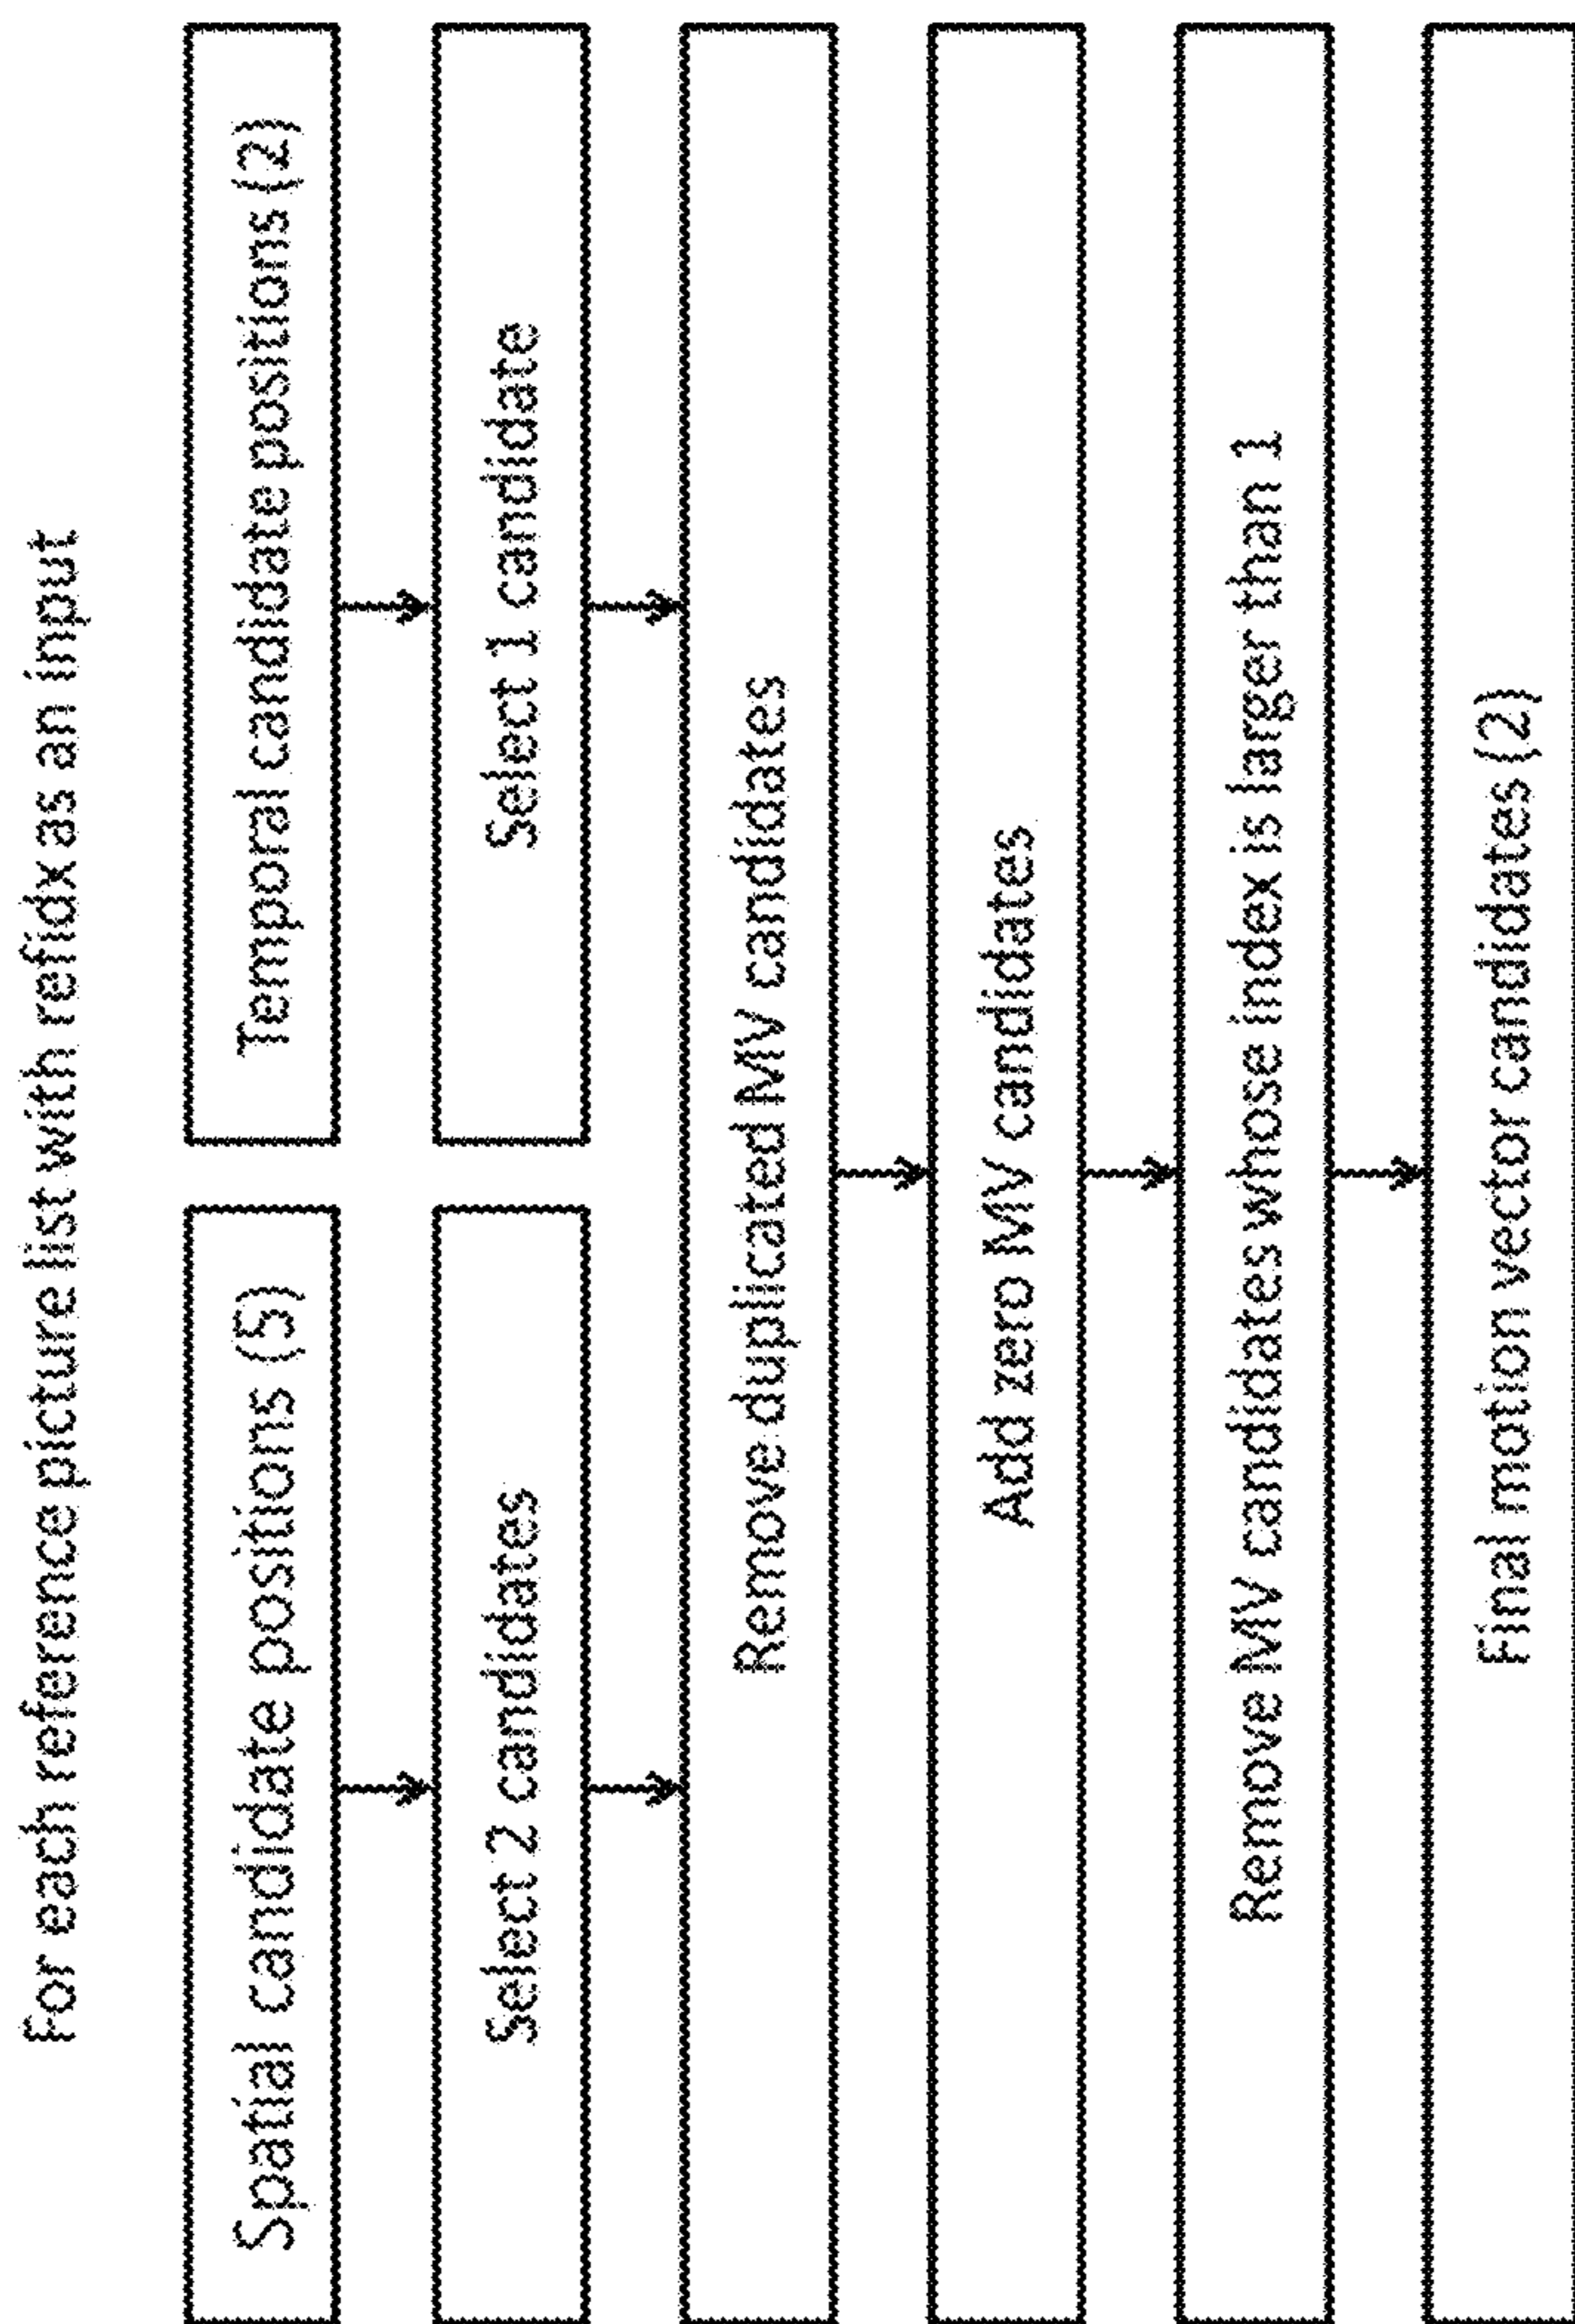 For each reference picture list with refidx as an input
Spatial candidate positions (5)
Temporal candidate positions (2)
Select 2 candidates
Select 1 candidate
Remove duplicated MV candidates
Add zero MV candidates
Remove MV candidates whose index is larger than 1
Final motion vector candidates (2)